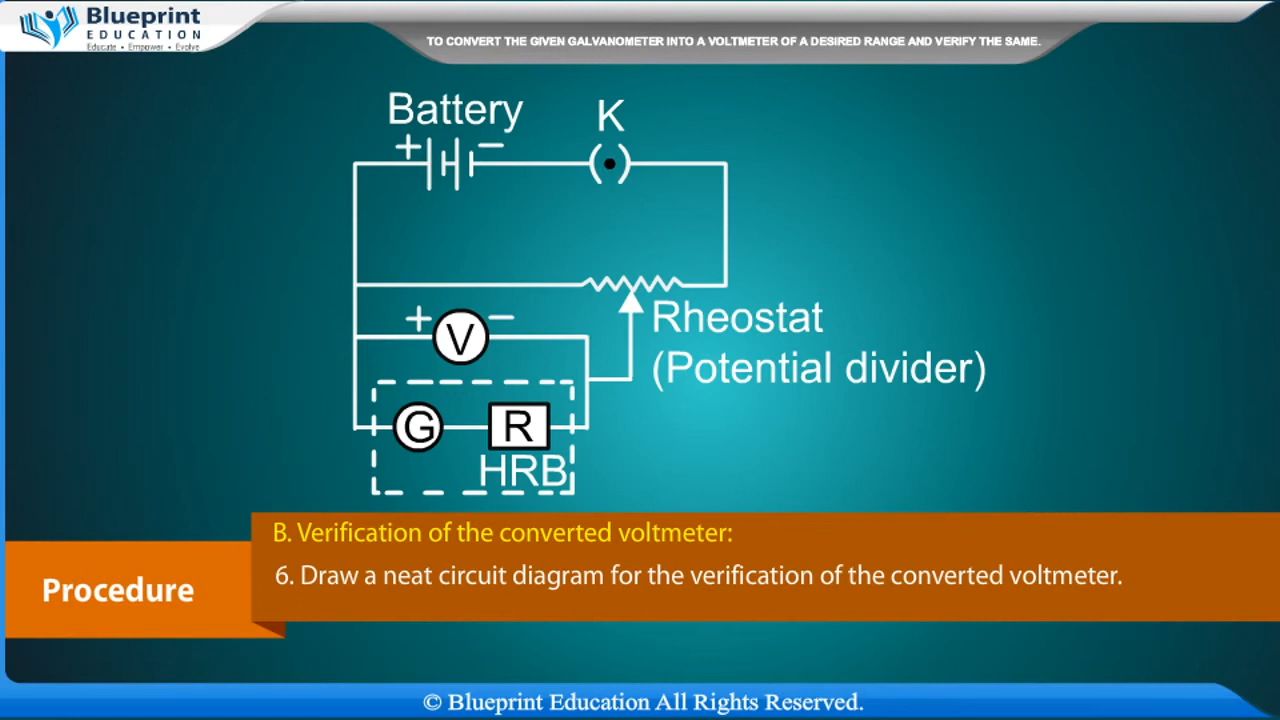 Blueprint
EDUCATION
Educate • Empower • Evolve
TO CONVERT THE GIVEN GALVANOMETER INTO A VOLTMETER OF A DESIRED RANGE AND VERIFY THE SAME.
Battery
K
+ −
( )
Rheostat
(Potential divider)
+ V −
G R
HRB
B. Verification of the converted voltmeter:
6. Draw a neat circuit diagram for the verification of the converted voltmeter.
Procedure
© Blueprint Education All Rights Reserved.